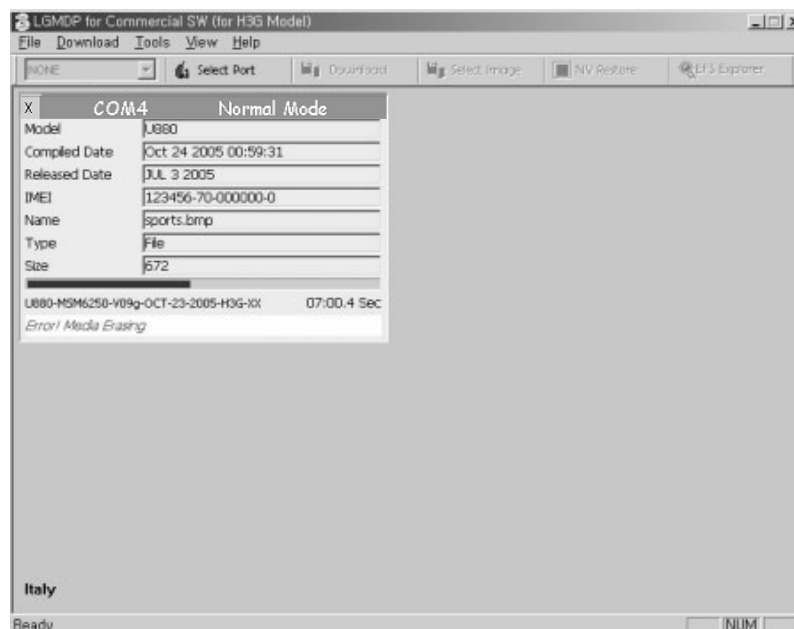 LGMDP for Commercial SW (for H3G Model)
File Download Tools View Help
NONE Select Port Download Select Image NV Restore EFS Explorer
X COM4 Normal Mode
Model U880
Compiled Date Oct 24 2005 00:59:31
Released Date JUL 3 2005
IMEI 123456-70-000000-0
Name sports.bmp
Type File
Size 672
U880-MSM6250-V09g-OCT-23-2005-H3G-XX 07:00.4 Sec
Error! Media Erasing
Italy
Ready NUM